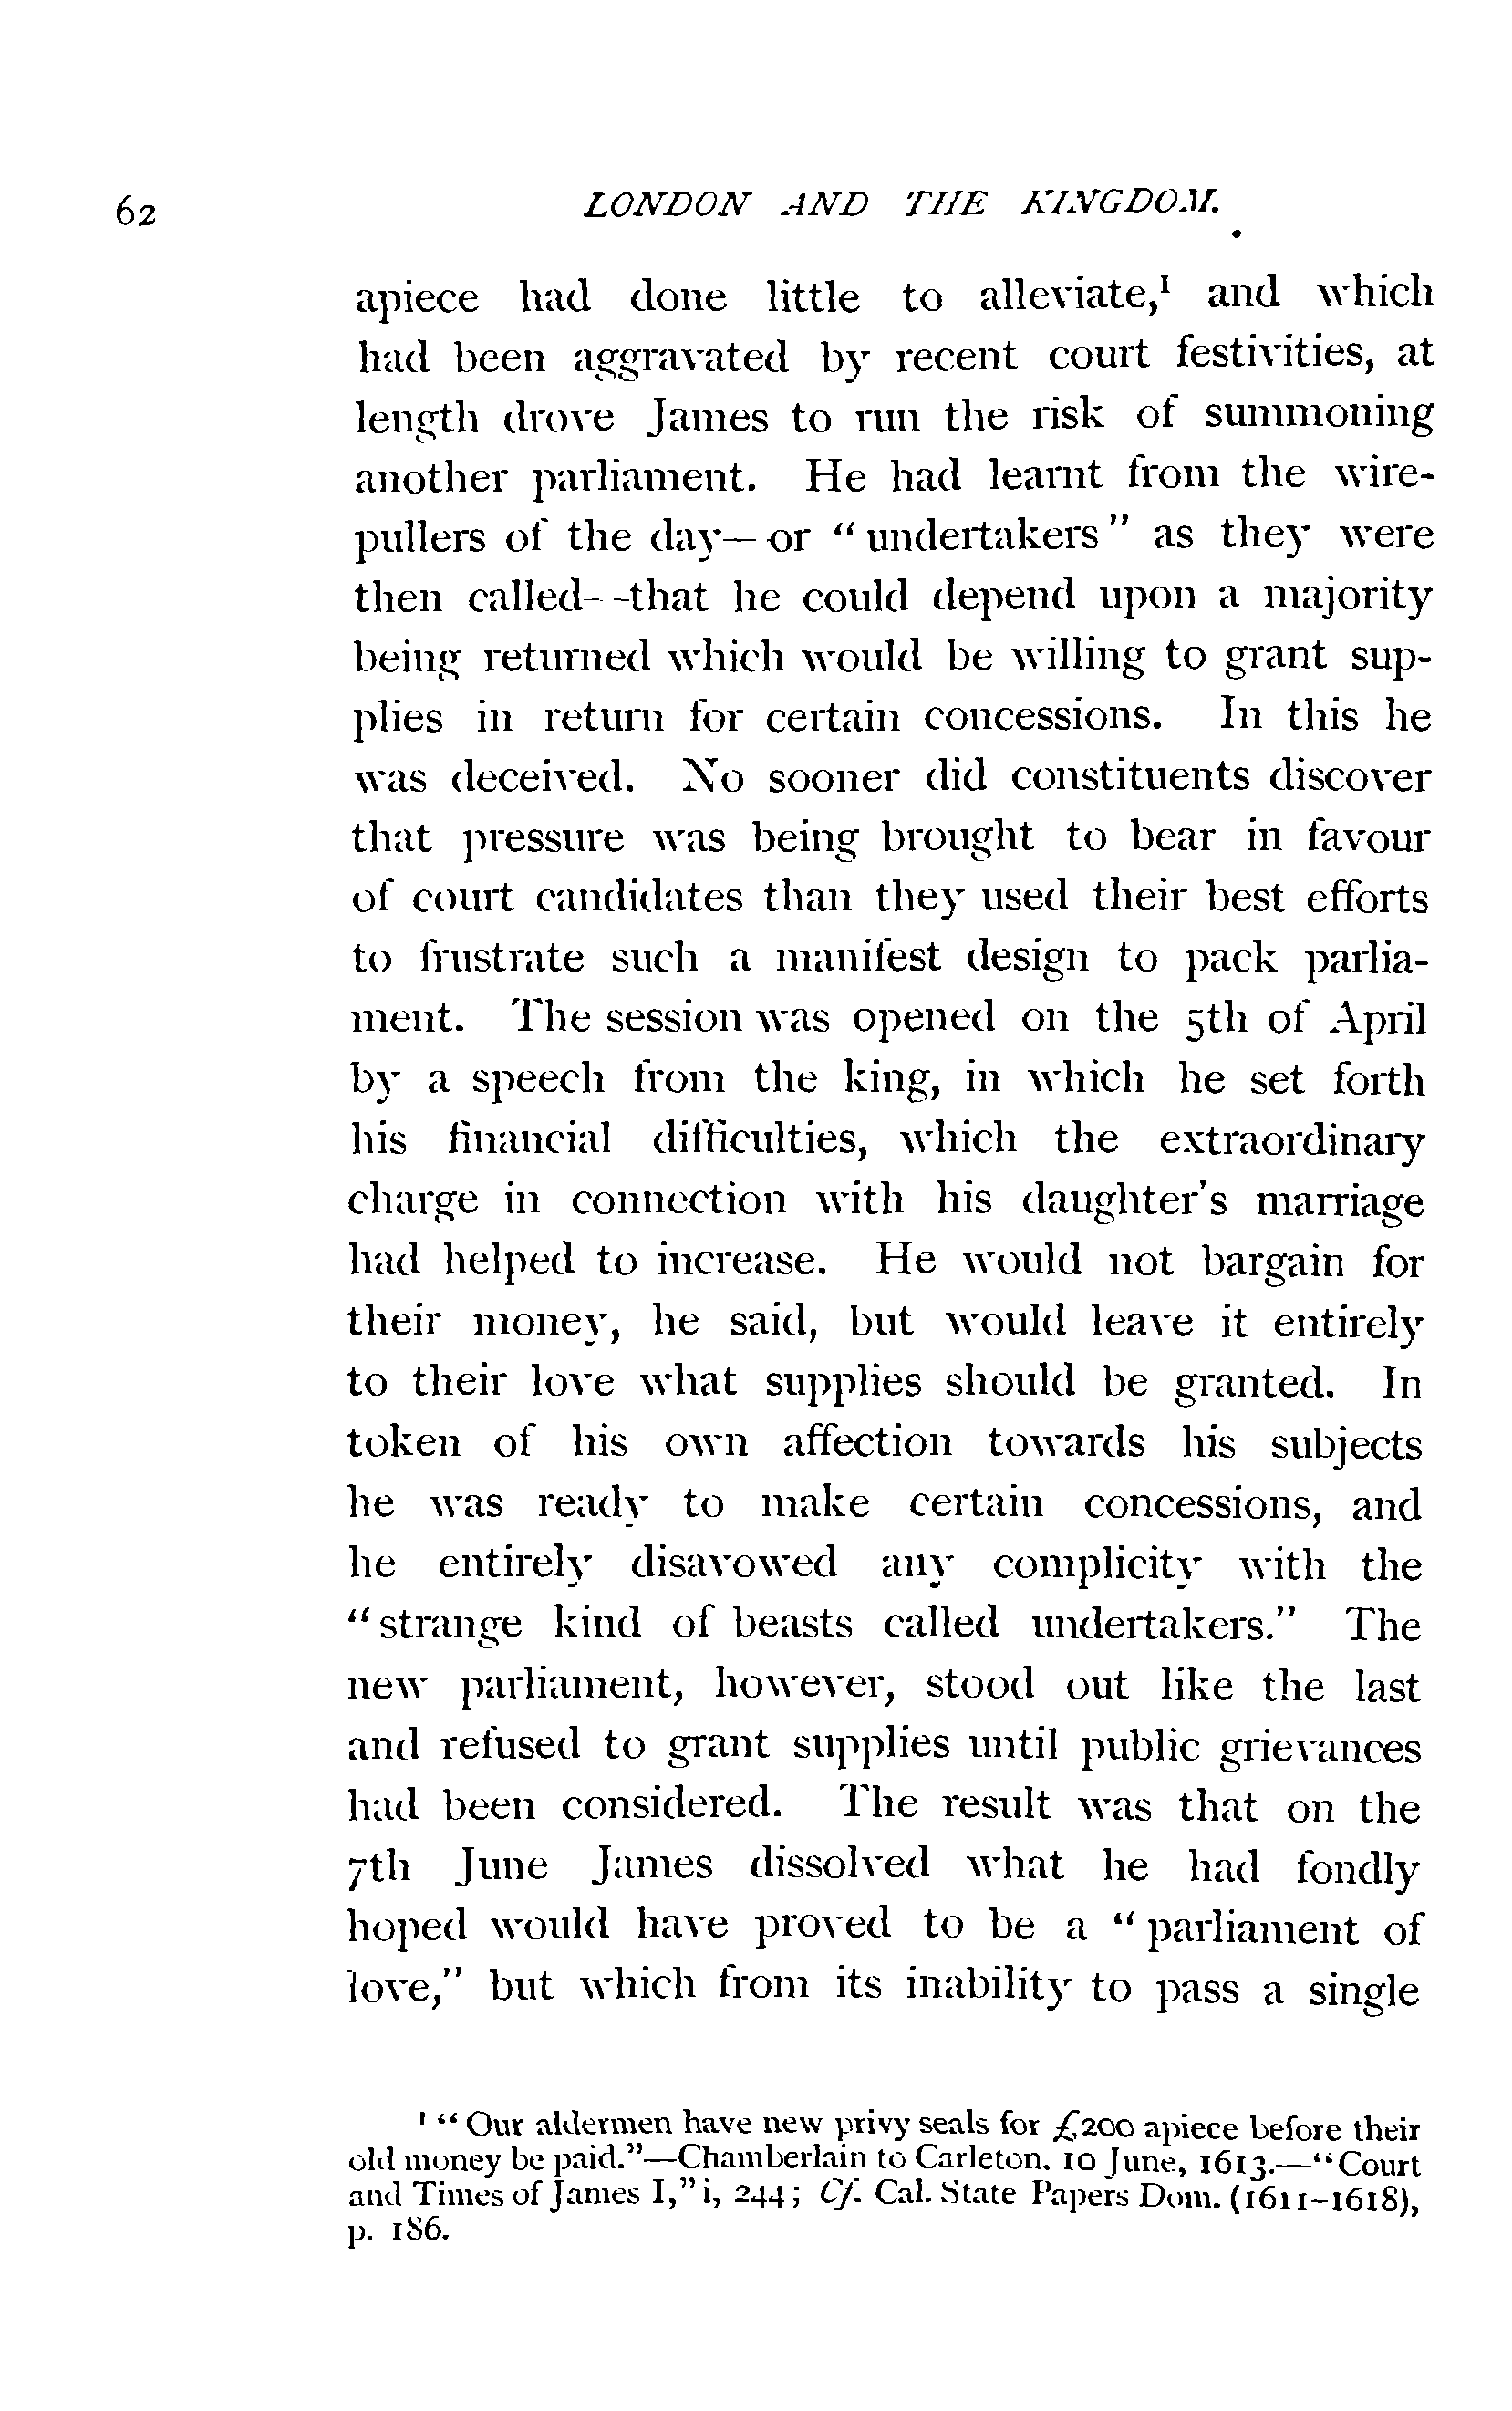 62 LONDON AND THE KINGDOM.
apiece had done little to alleviate,¹ and which
had been aggravated by recent court festivities, at
length drove James to run the risk of summoning
another parliament. He had learnt from the wire-
pullers of the day—or "undertakers" as they were
then called--that he could depend upon a majority
being returned which would be willing to grant sup-
plies in return for certain concessions. In this he
was deceived. No sooner did constituents discover
that pressure was being brought to bear in favour
of court candidates than they used their best efforts
to frustrate such a manifest design to pack parlia-
ment. The session was opened on the 5th of April
by a speech from the king, in which he set forth
his financial difficulties, which the extraordinary
charge in connection with his daughter's marriage
had helped to increase. He would not bargain for
their money, he said, but would leave it entirely
to their love what supplies should be granted. In
token of his own affection towards his subjects
he was ready to make certain concessions, and
he entirely disavowed any complicity with the
"strange kind of beasts called undertakers." The
new parliament, however, stood out like the last
and refused to grant supplies until public grievances
had been considered. The result was that on the
7th June James dissolved what he had fondly
hoped would have proved to be a "parliament of
love," but which from its inability to pass a single
¹ "Our aldermen have new privy seals for £200 apiece before their
old money be paid."—Chamberlain to Carleton. 10 June, 1613.—"Court
and Times of James I," i, 244; Cf. Cal. State Papers Dom. (1611-1618),
p. 186.